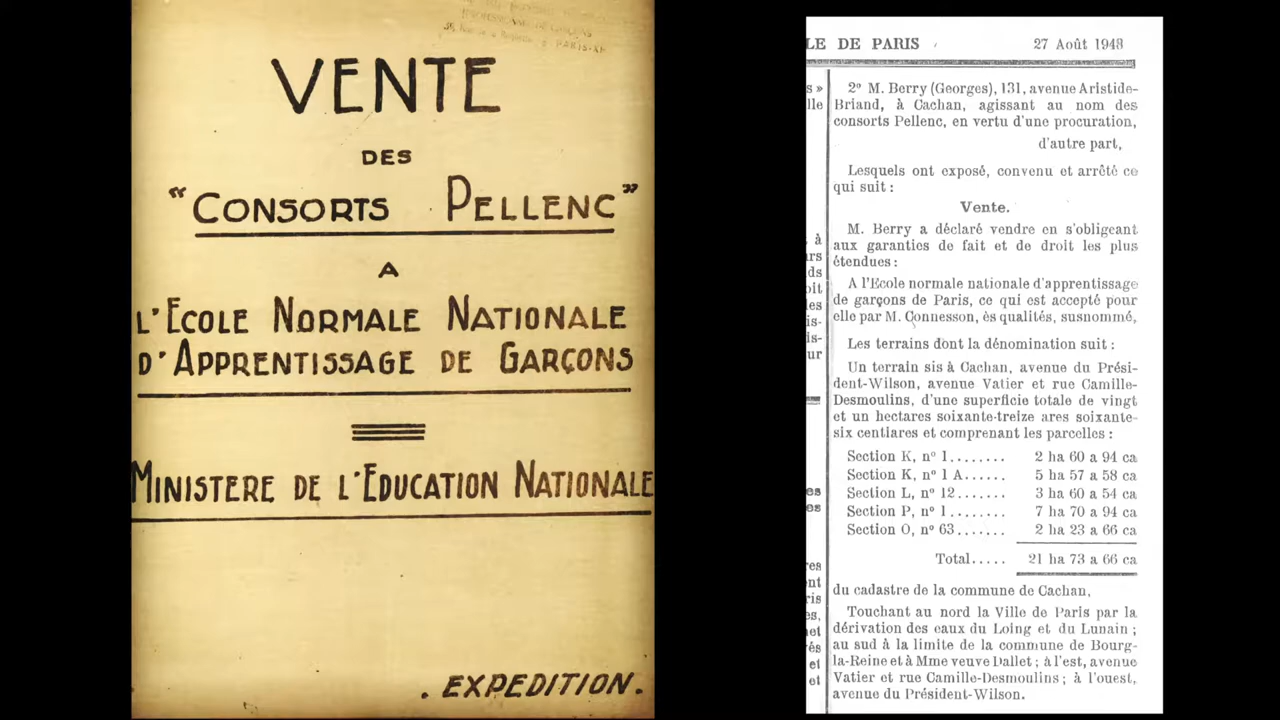 35, Rue de
PARIS-XI
VENTE
DES
“CONSORTS PELLENC”
A
L'ECOLE NORMALE NATIONALE
D'APPRENTISSAGE DE GARÇONS
MINISTERE DE L'EDUCATION NATIONALE
. EXPEDITION.
LE DE PARIS
27 Août 1948
2º M. Berry (Georges), 131, avenue Aristide-
Briand, à Cachan, agissant au nom des
consorts Pellenc, en vertu d'une procuration,
d'autre part,
Lesquels ont exposé, convenu et arrêté ce
qui suit :
Vente.
M. Berry a déclaré vendre en s'obligeant
aux garanties de fait et de droit les plus
étendues :
A l'Ecole normale nationale d'apprentissage
de garçons de Paris, ce qui est accepté pour
elle par M. Connesson, ès qualités, susnommé,
Les terrains dont la dénomination suit :
Un terrain sis à Cachan, avenue du Prési-
dent-Wilson, avenue Vatier et rue Camille-
Desmoulins, d'une superficie totale de vingt
et un hectares soixante-treize ares soixante-
six centiares et comprenant les parcelles :
Section K, nº 1........ 2 ha 60 a 94 ca
Section K, nº 1 A...... 5 ha 57 a 58 ca
Section L, nº 12....... 3 ha 60 a 54 ca
Section P, nº 1........ 7 ha 70 a 94 ca
Section O, nº 63....... 2 ha 23 a 66 ca
Total..... 21 ha 73 a 66 ca
du cadastre de la commune de Cachan,
Touchant au nord la Ville de Paris par la
dérivation des eaux du Loing et du Lunain ;
au sud à la limite de la commune de Bourg-
la-Reine et à Mme veuve Dallet ; à l'est, avenue
Vatier et rue Camille-Desmoulins ; à l'ouest,
avenue du Président-Wilson.